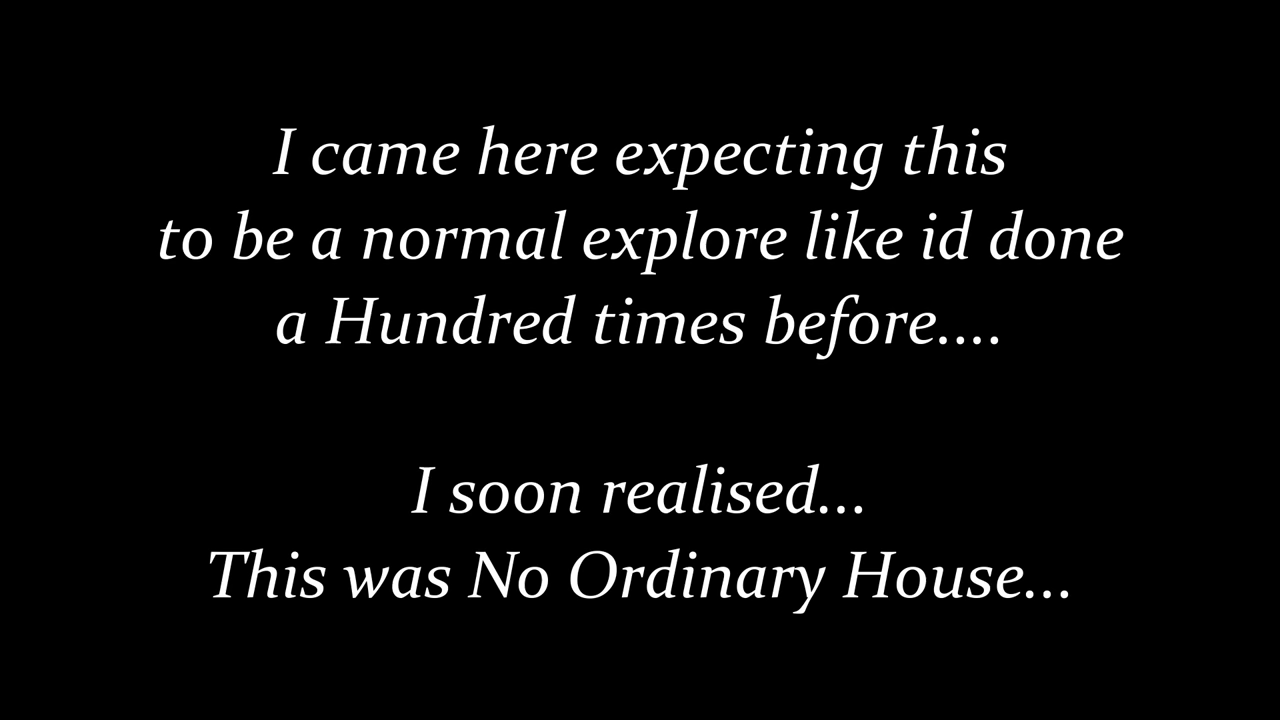 I came here expecting this
to be a normal explore like id done
a Hundred times before....
I soon realised...
This was No Ordinary House...